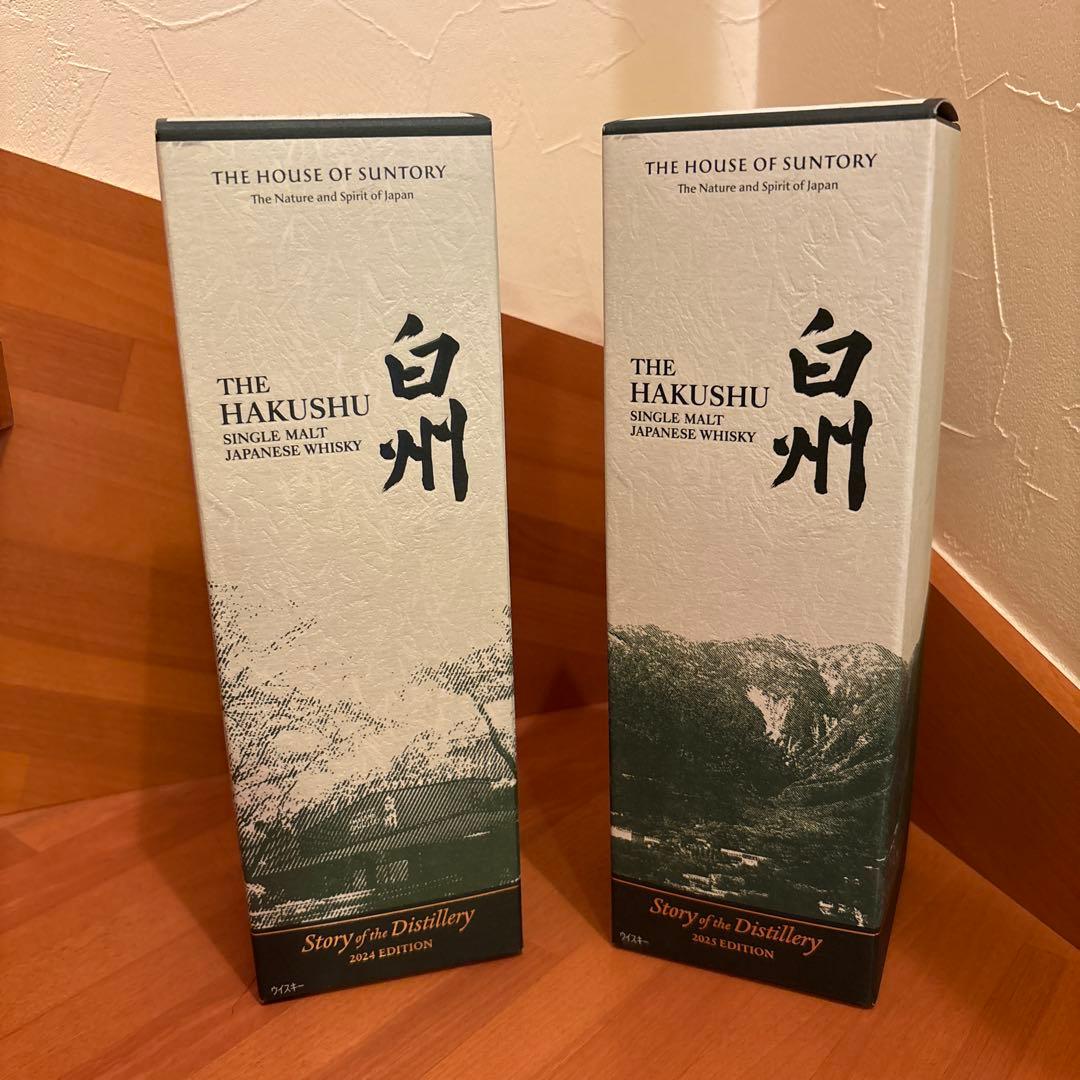 THE HOUSE OF SUNTORY
The Nature and Spirit of Japan
THE
HAKUSHU
SINGLE MALT
JAPANESE WHISKY
白州
Story of the Distillery
2024 EDITION
ウイスキー
THE HOUSE OF SUNTORY
The Nature and Spirit of Japan
THE
HAKUSHU
SINGLE MALT
JAPANESE WHISKY
白州
Story of the Distillery
2025 EDITION
ウイスキー